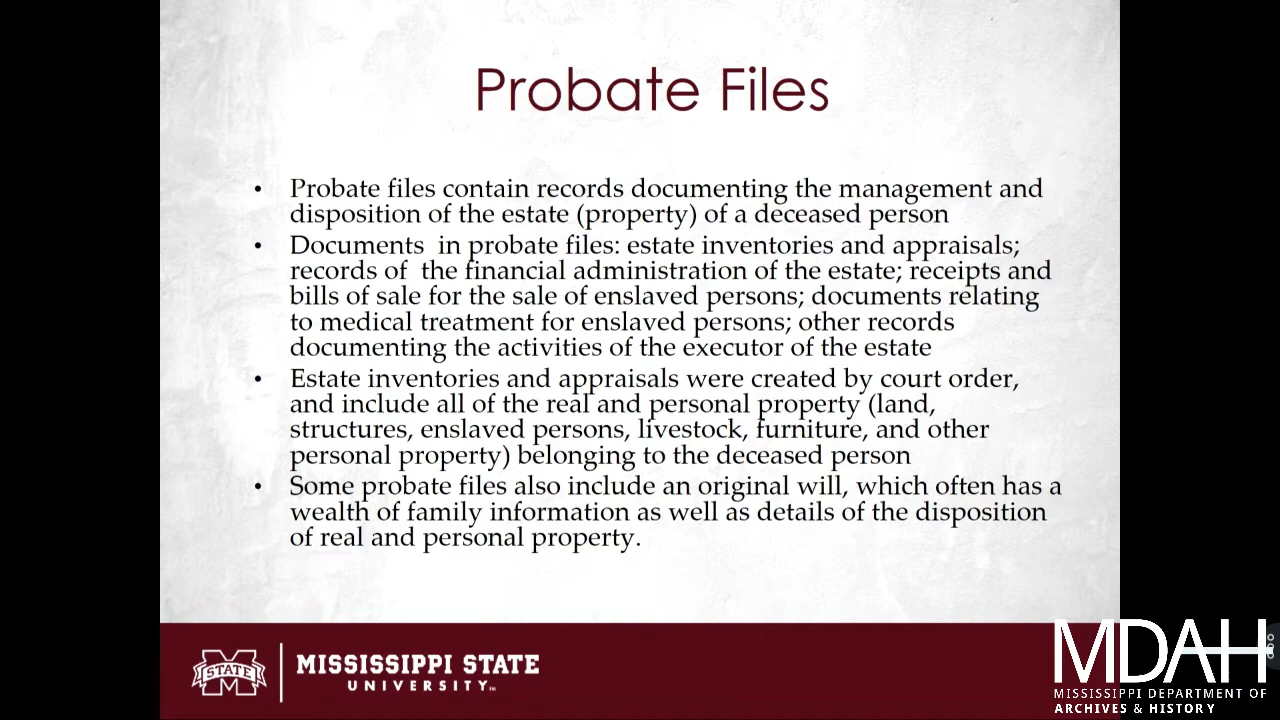 Probate Files
• Probate files contain records documenting the management and
disposition of the estate (property) of a deceased person
• Documents  in probate files: estate inventories and appraisals;
records of  the financial administration of the estate; receipts and
bills of sale for the sale of enslaved persons; documents relating
to medical treatment for enslaved persons; other records
documenting the activities of the executor of the estate
• Estate inventories and appraisals were created by court order,
and include all of the real and personal property (land,
structures, enslaved persons, livestock, furniture, and other
personal property) belonging to the deceased person
• Some probate files also include an original will, which often has a
wealth of family information as well as details of the disposition
of real and personal property.
STATE
MISSISSIPPI STATE
UNIVERSITY™
MDAH
MISSISSIPPI DEPARTMENT OF
ARCHIVES & HISTORY